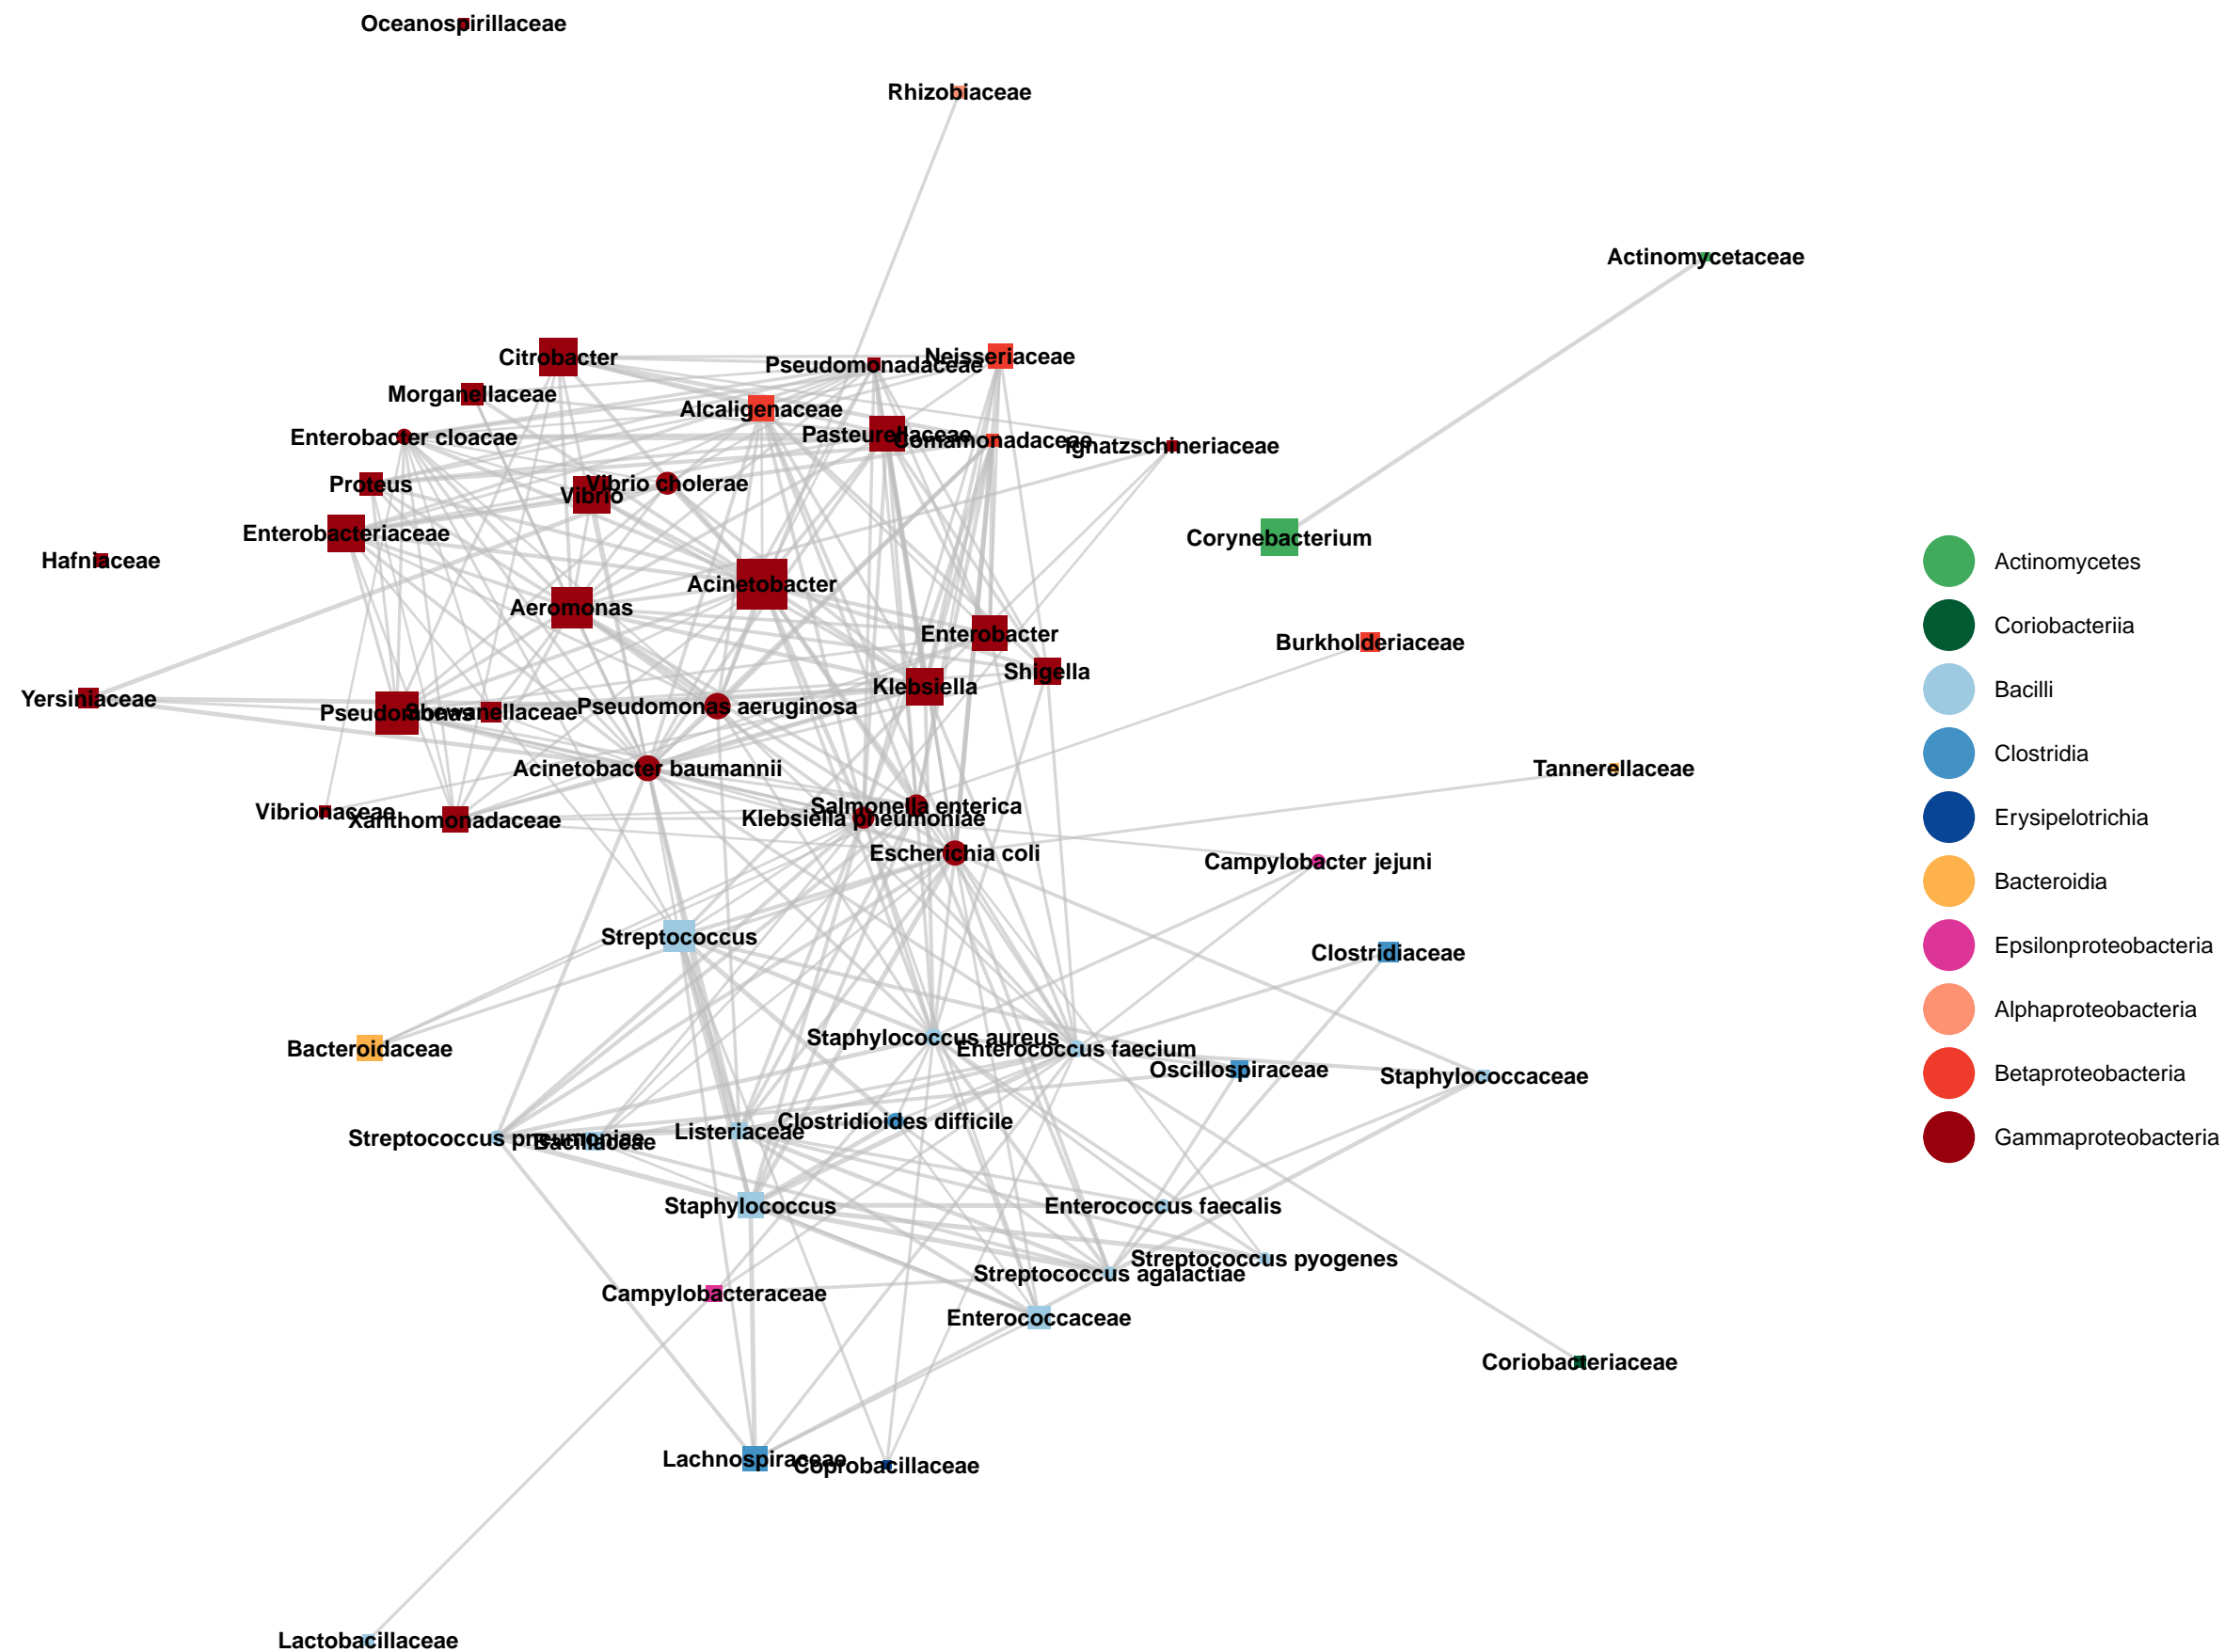 Oceanospirillaceae
Rhizobiaceae
Actinomycetaceae
Citrobacter
Neisseriaceae
Pseudomonadaceae
Morganellaceae
Alcaligenaceae
Enterobacter cloacae
Pasteurellaceae
Comamonadaceae
Ignatzschineriaceae
Proteus
Vibrio cholerae
Vibrio
Enterobacteriaceae
Corynebacterium
Hafniaceae
Acinetobacter
Aeromonas
Enterobacter
Burkholderiaceae
Shigella
Klebsiella
Yersiniaceae
Pseudomonas
Shewanellaceae
Pseudomonas aeruginosa
Acinetobacter baumannii
Tannerellaceae
Salmonella enterica
Vibrionaceae
Xanthomonadaceae
Klebsiella pneumoniae
Escherichia coli
Campylobacter jejuni
Streptococcus
Clostridiaceae
Staphylococcus aureus
Bacteroidaceae
Enterococcus faecium
Oscillospiraceae
Staphylococcaceae
Clostridioides difficile
Streptococcus pneumoniae
Bacillaceae
Listeriaceae
Staphylococcus
Enterococcus faecalis
Streptococcus pyogenes
Streptococcus agalactiae
Campylobacteraceae
Enterococcaceae
Coriobacteriaceae
Lachnospiraceae
Coprobacillaceae
Lactobacillaceae
Actinomycetes
Coriobacteriia
Bacilli
Clostridia
Erysipelotrichia
Bacteroidia
Epsilonproteobacteria
Alphaproteobacteria
Betaproteobacteria
Gammaproteobacteria